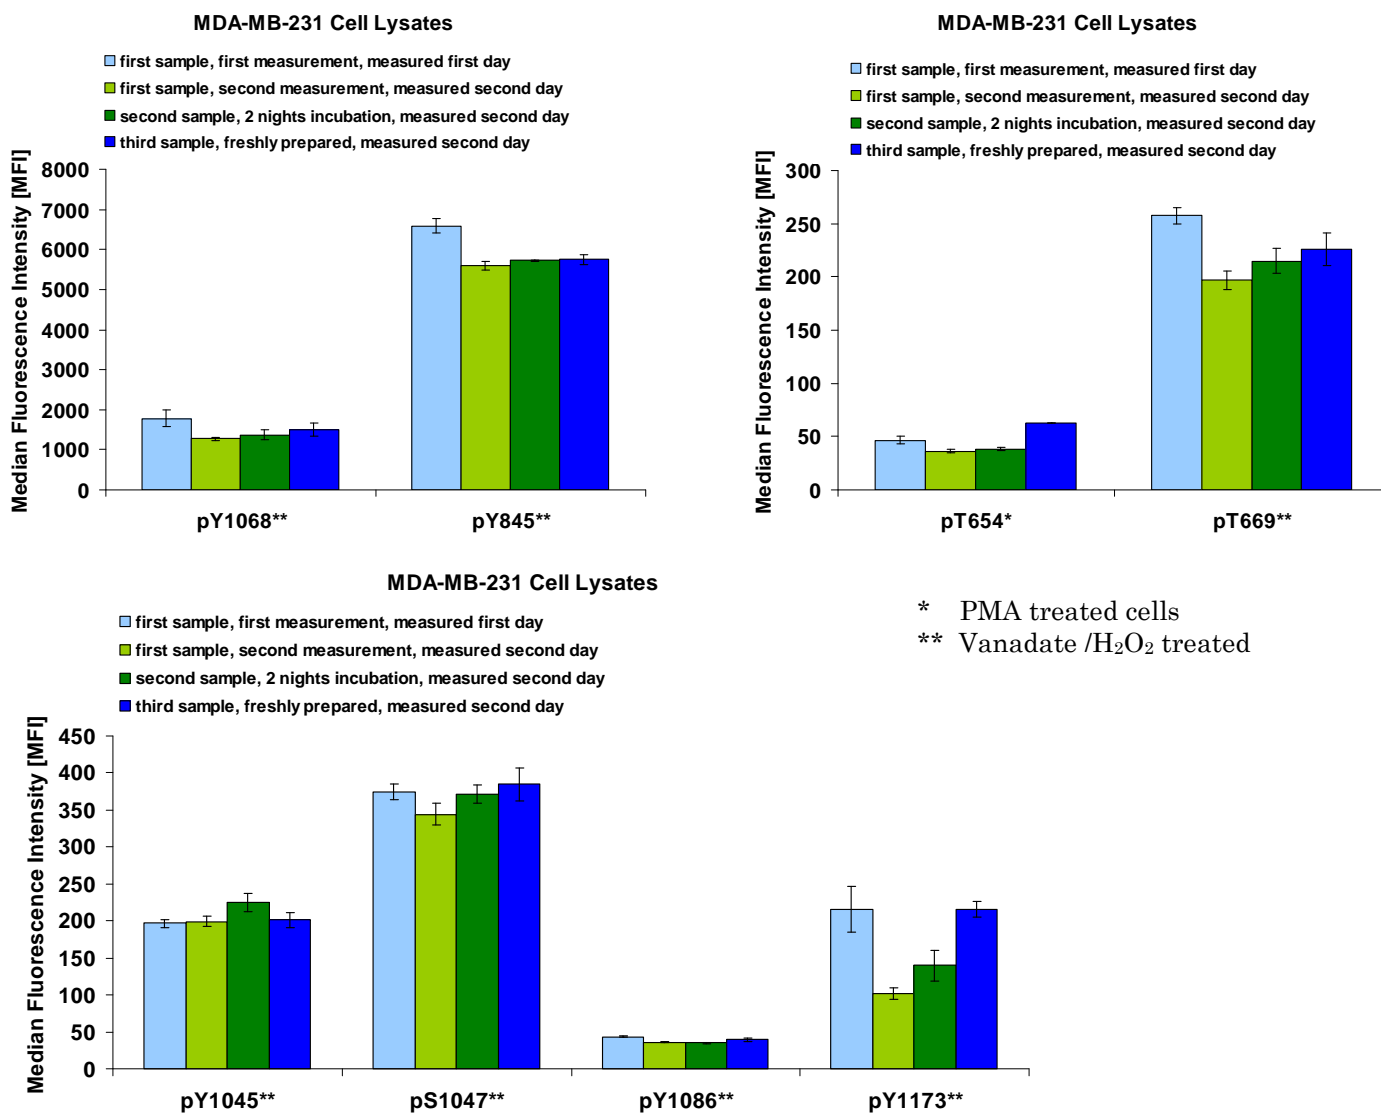 MDA-MB-231 Cell Lysates
first sample, first measurement, measured first day
first sample, second measurement, measured second day
second sample, 2 nights incubation, measured second day
third sample, freshly prepared, measured second day
Median Fluorescence Intensity [MFI]
8000
7000
6000
5000
4000
3000
2000
1000
0
pY1068** pY845**
MDA-MB-231 Cell Lysates
first sample, first measurement, measured first day
first sample, second measurement, measured second day
second sample, 2 nights incubation, measured second day
third sample, freshly prepared, measured second day
Median Fluorescence Intensity [MFI]
300
250
200
150
100
50
0
pT654* pT669**
MDA-MB-231 Cell Lysates
first sample, first measurement, measured first day
first sample, second measurement, measured second day
second sample, 2 nights incubation, measured second day
third sample, freshly prepared, measured second day
Median Fluorescence Intensity [MFI]
450
400
350
300
250
200
150
100
50
0
pY1045** pS1047** pY1086** pY1173**
* PMA treated cells
** Vanadate /H₂O₂ treated